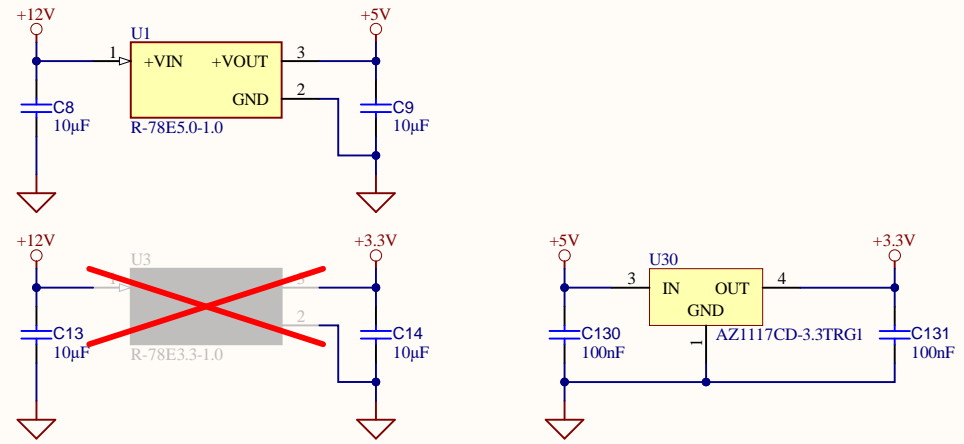 +12V
+5V
U1
1
+VIN
+VOUT
3
GND
2
C8
10µF
C9
10µF
R-78E5.0-1.0
+12V
+3.3V
U3
2
C13
10µF
C14
10µF
R-78E3.3-1.0
+5V
+3.3V
U30
3
IN
OUT
4
GND
1
AZ1117CD-3.3TRG1
C130
100nF
C131
100nF